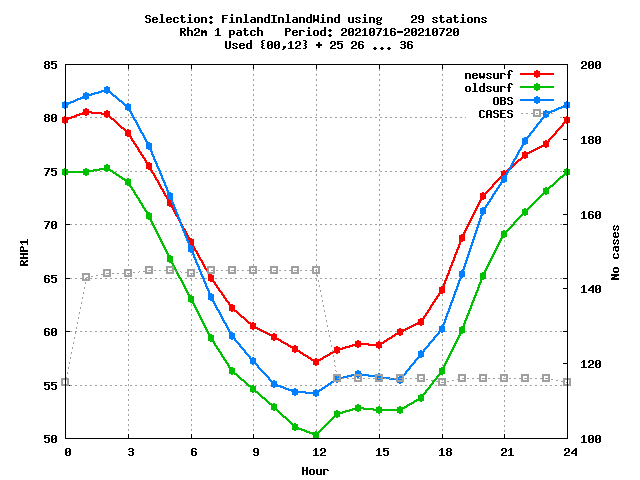 Selection: FinlandInlandWind using    29 stations
Rh2m 1 patch   Period: 20210716-20210720
Used {00,12} + 25 26 ... 36
85
80
75
70
65
60
55
50
RHP1
200
180
160
140
120
100
No cases
newsurf
oldsurf
OBS
CASES
0 3 6 9 12 15 18 21 24
Hour